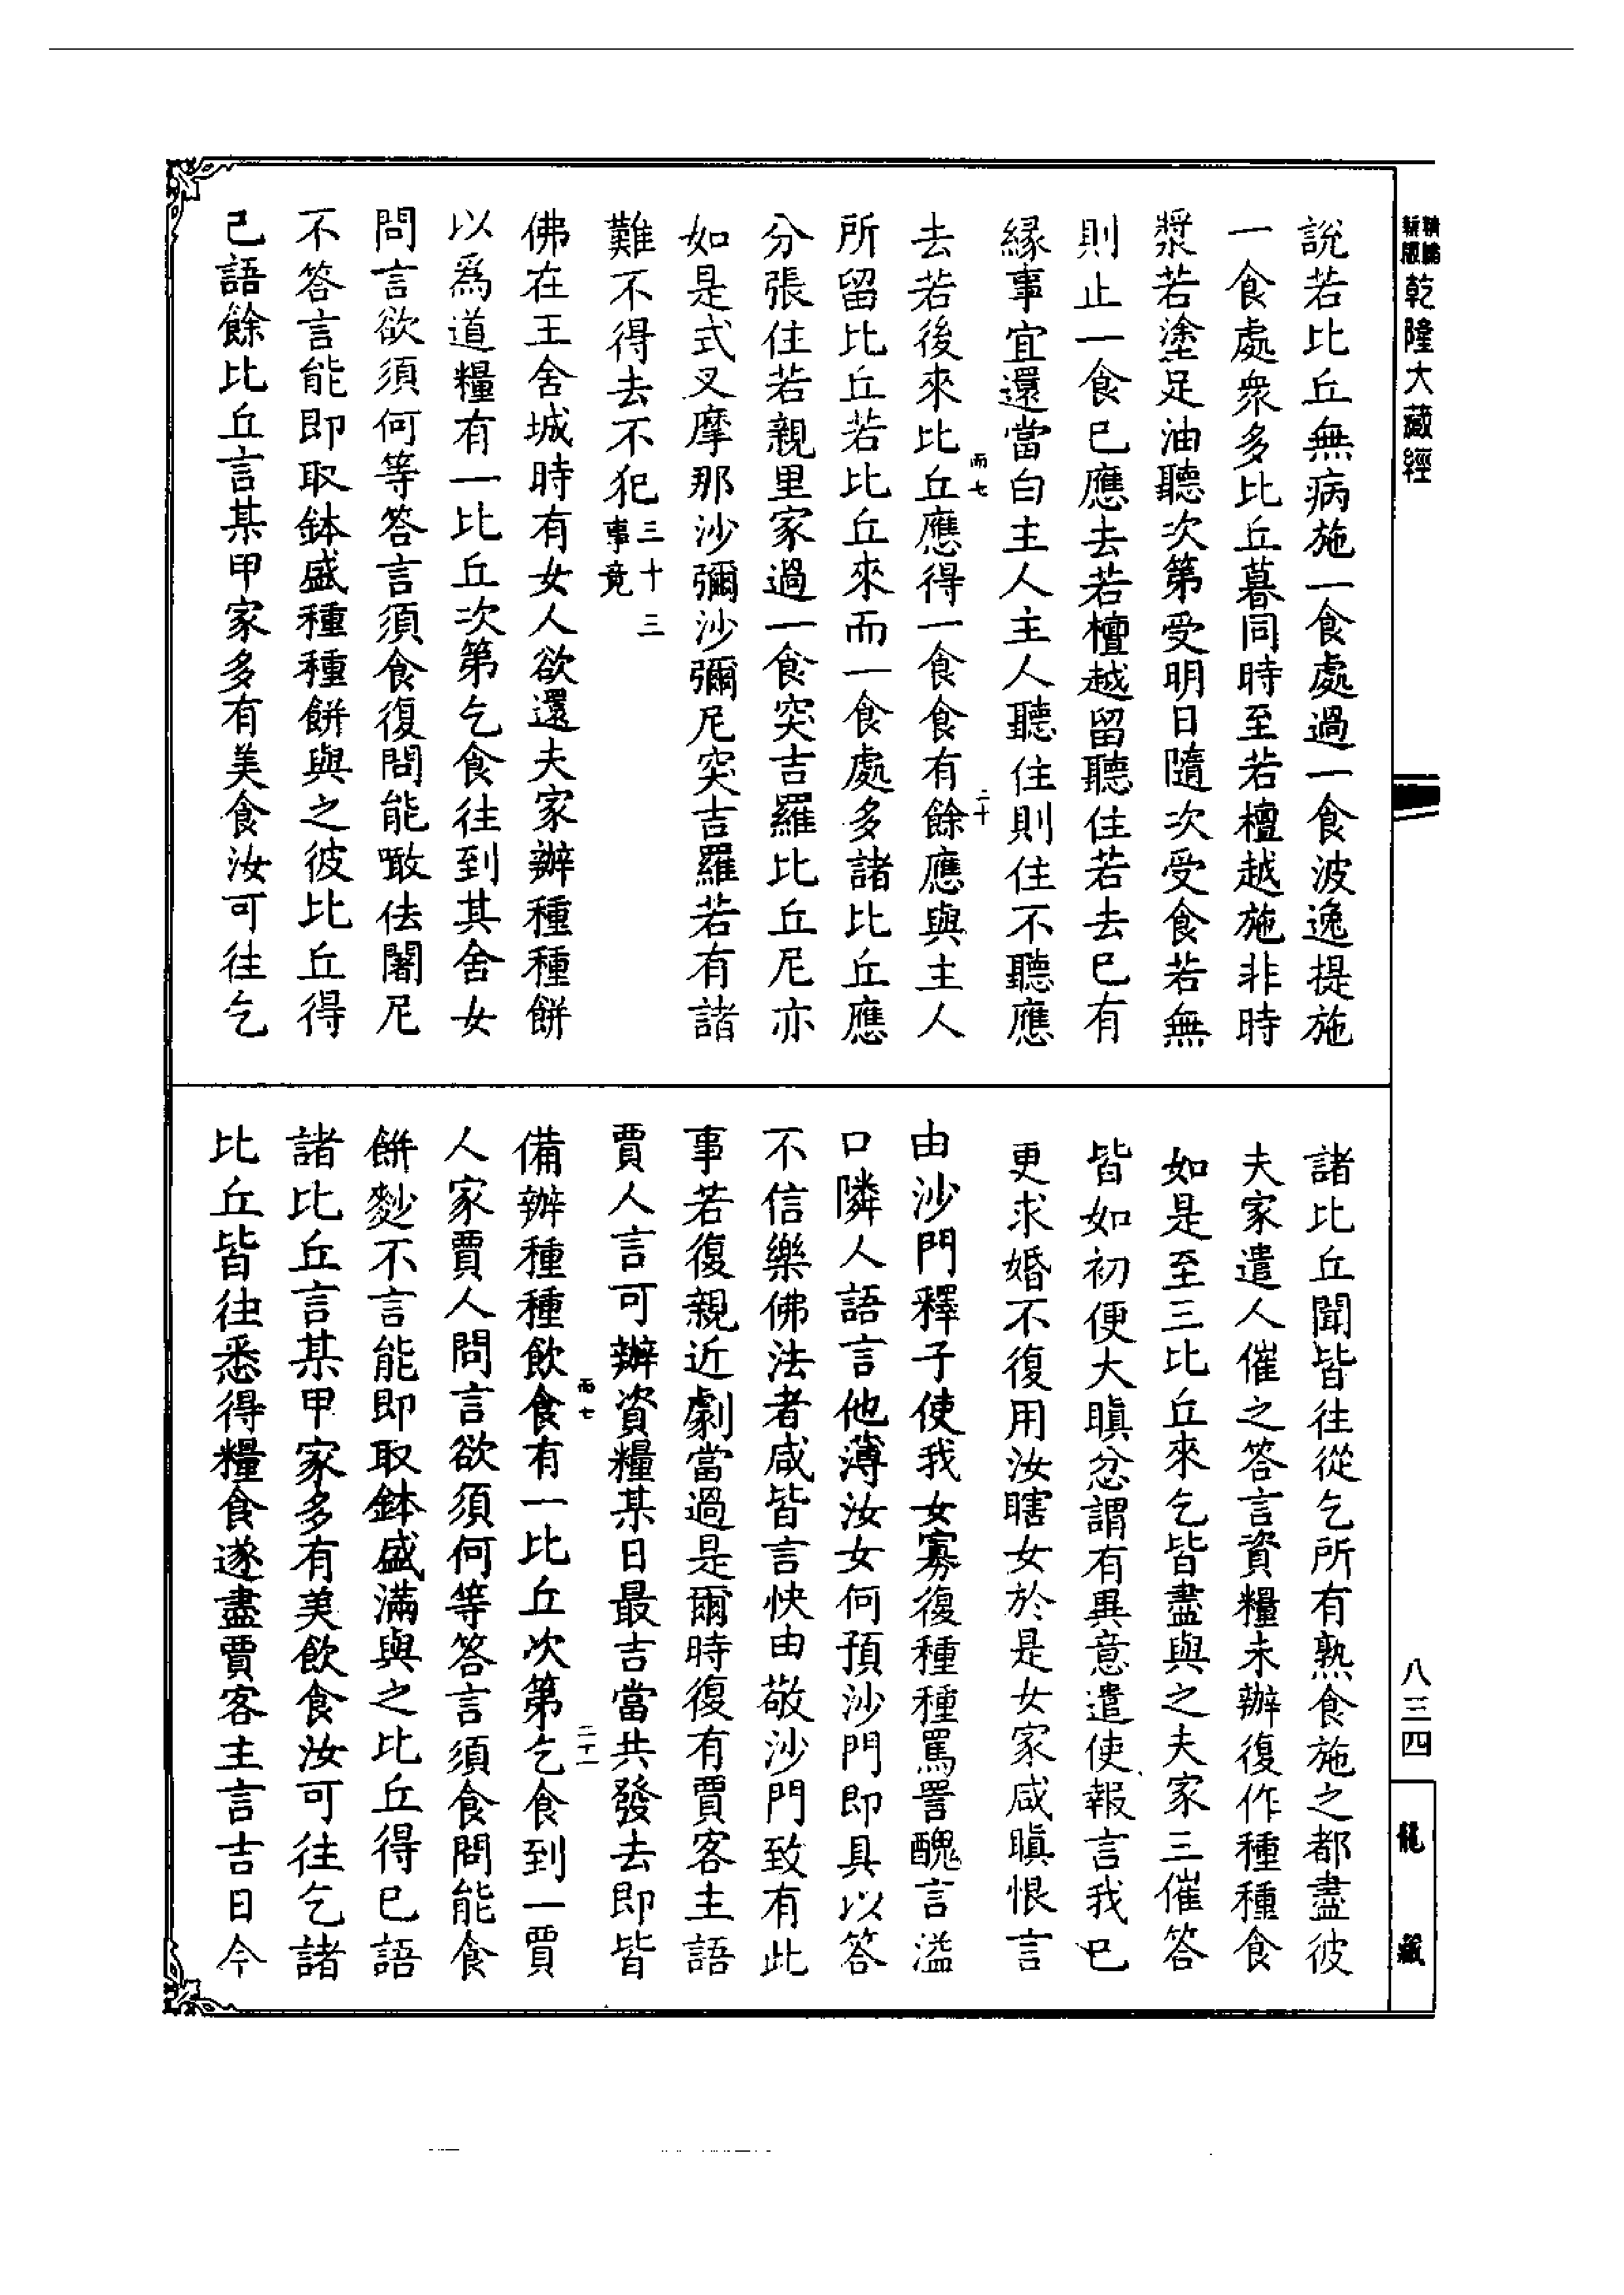 乾隆大藏經
說若比丘無病施一食處過一食波逸提施
一食處衆多比丘暮同時至若檀越施非時
漿若塗足油聽次第受明日隨次受食若無
則止一食已應去若檀越留聽住若去已有
緣事宜還當白主人主人聽住則住不聽應
而七
二十
去若後來比丘應得一食食有餘應與主人
所留比丘若比丘來而一食處多諸比丘應
分張住若親里家過一食突吉羅比丘尼亦
如是式叉摩那沙彌沙彌尼突吉羅若有諸
難不得去不犯三十三事竟
佛在王舍城時有女人欲還夫家辦種種餅
以爲道糧有一比丘次第乞食往到其舍女
問言欲須何等答言須食復問能噉佉闍尼
不答言能即取鉢盛種種餅與之彼比丘得
已語餘比丘言某甲家多有美食汝可往乞
諸比丘聞皆往從乞所有熟食施之都盡彼
夫家遣人催之答言資糧未辦復作種種食
如是至三比丘來乞皆盡與之夫家三催答
皆如初便大瞋忿謂有異意遣使報言我已
更求婚不復用汝瞎女於是女家咸瞋恨言
由沙門釋子使我女寡復種種罵詈醜言溢
口隣人語言他薄汝女何預沙門即具以答
不信樂佛法者咸皆言快由敬沙門致有此
事若復親近劇當過是爾時復有賈客主語
賈人言可辦資糧某日最吉當共發去即皆
而七
二十一
備辦種種飲食有一比丘次第乞食到一賈
人家賈人問言欲須何等答言須食問能食
餅麨不言能即取鉢盛滿與之比丘得已語
諸比丘言某甲家多有美飲食汝可往乞諸
比丘皆往悉得糧食遂盡賈客主言吉日今
八三四
龍藏